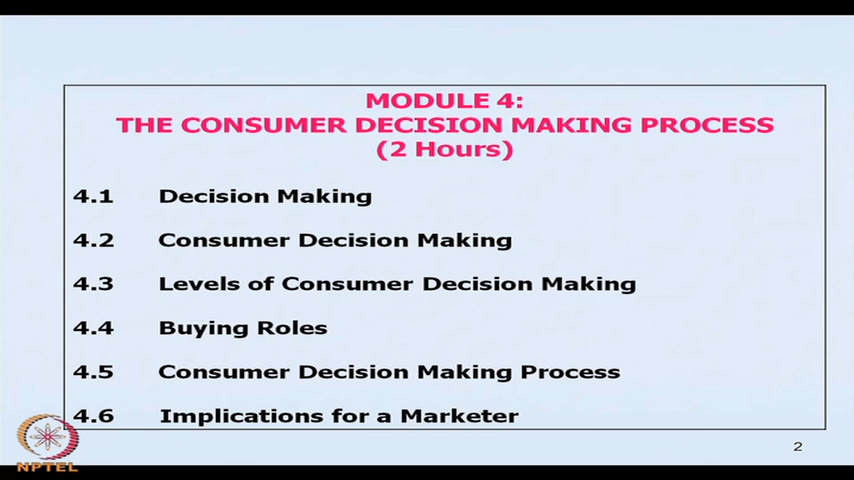 MODULE 4:
THE CONSUMER DECISION MAKING PROCESS
(2 Hours)
4.1 Decision Making
4.2 Consumer Decision Making
4.3 Levels of Consumer Decision Making
4.4 Buying Roles
4.5 Consumer Decision Making Process
4.6 Implications for a Marketer
NPTEL
2